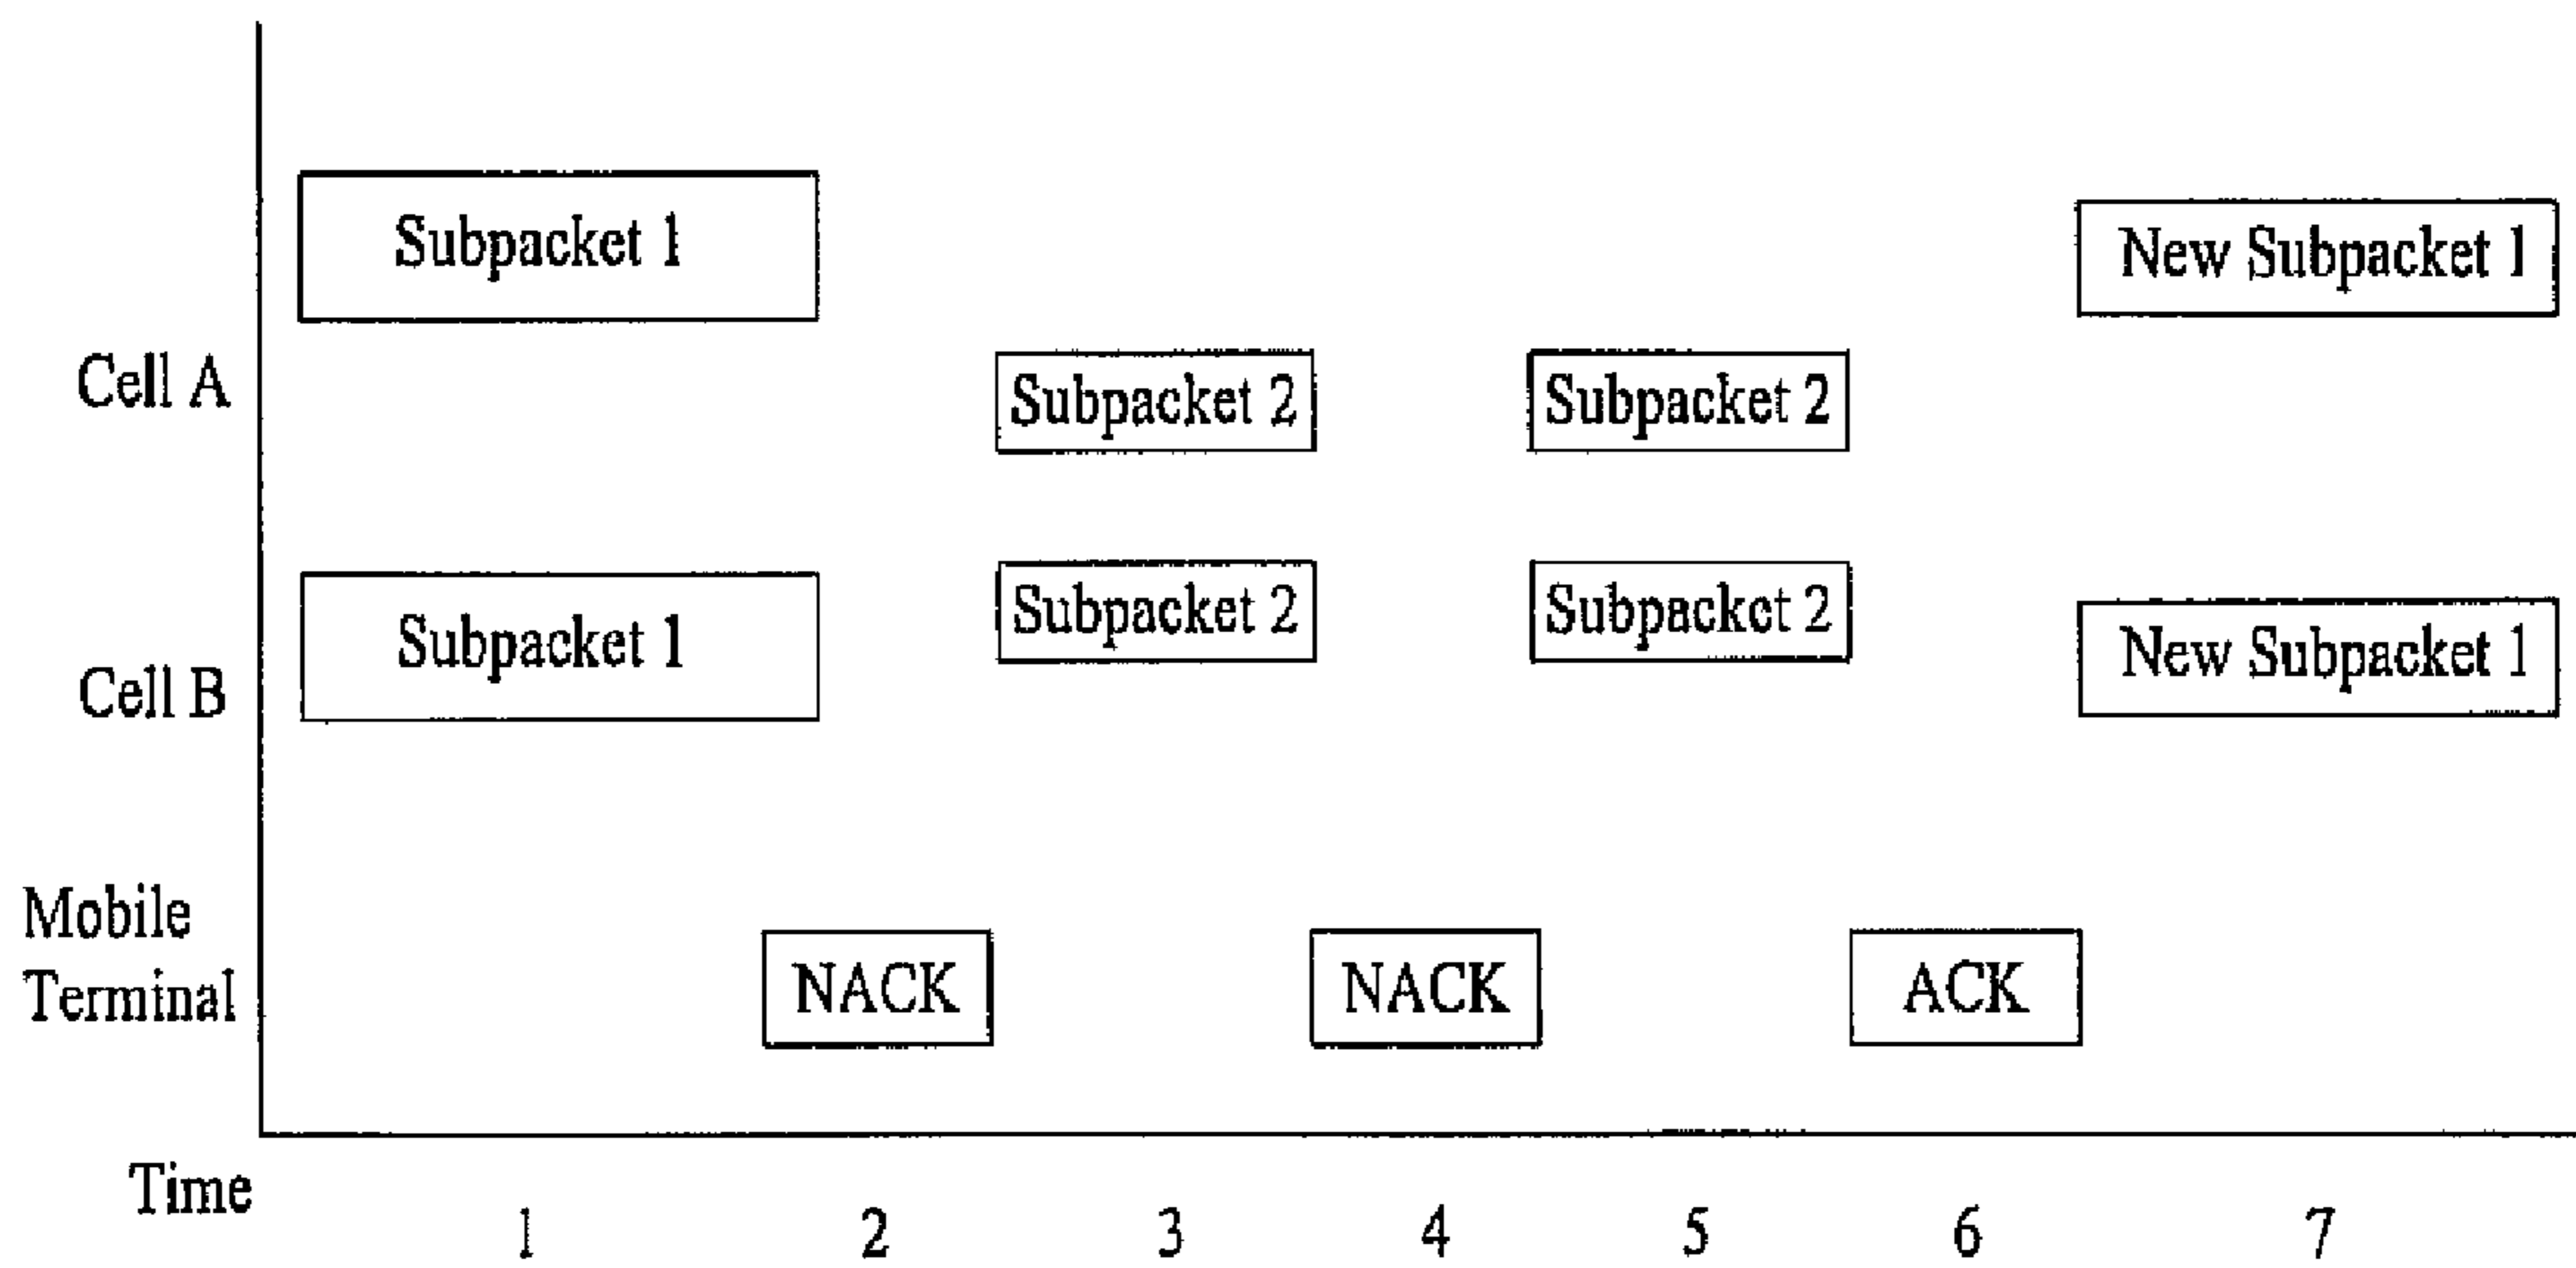 Subpacket 1
New Subpacket 1
Cell A
Subpacket 2
Subpacket 2
Subpacket 2
Subpacket 2
Subpacket 1
New Subpacket 1
Cell B
Mobile
Terminal
NACK
NACK
ACK
Time
1 2 3 4 5 6 7